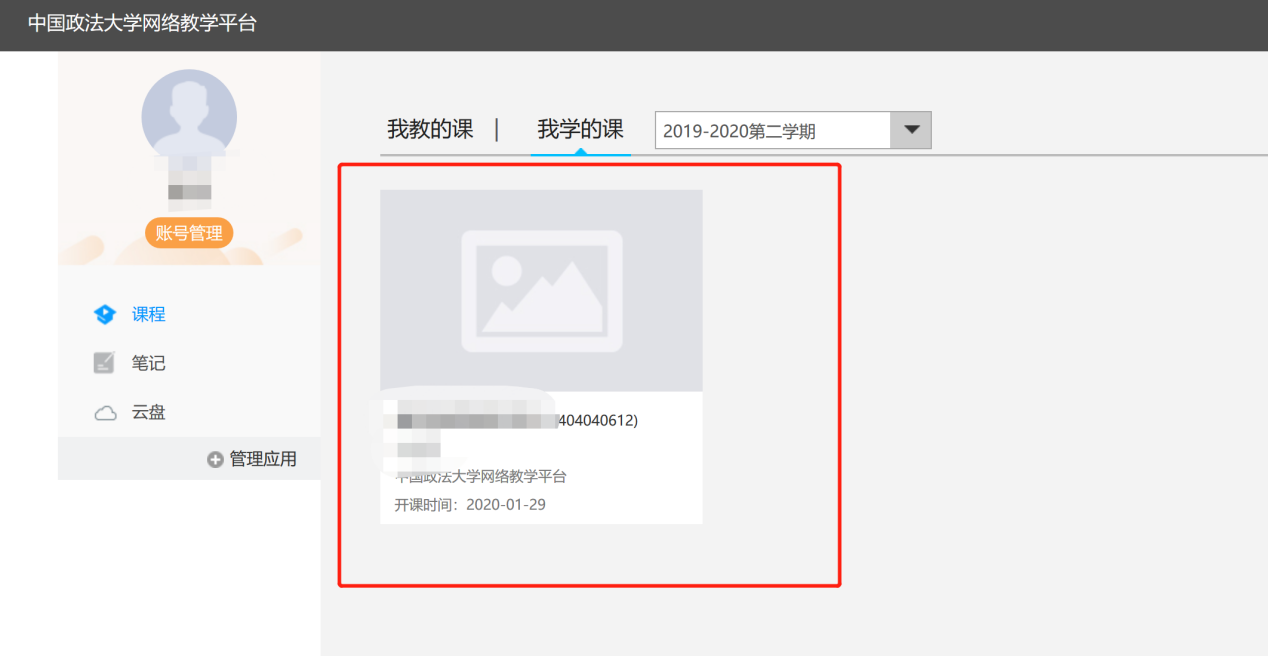 中国政法大学网络教学平台
我教的课 | 我学的课 2019-2020第二学期
账号管理
课程
笔记
云盘
管理应用
404040612)
中国政法大学网络教学平台
开课时间：2020-01-29